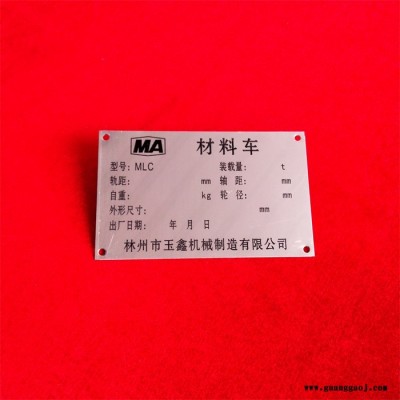 MA 材料车
型号: MLC 装载量: t
轨距: mm 轴距: mm
自重: kg 轮径: mm
外形尺寸: mm
出厂日期: 年 月 日
林州市玉鑫机械制造有限公司
www.guangguoj.com